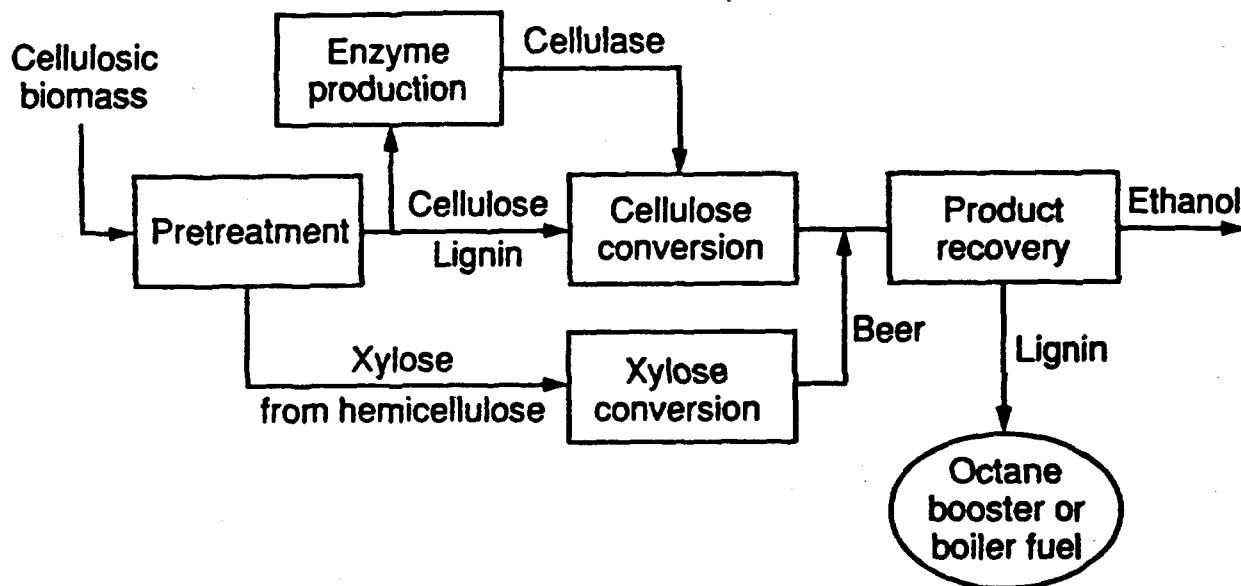 Cellulosic
biomass
Enzyme
production
Cellulase
Pretreatment
Cellulose
Lignin
Cellulose
conversion
Product
recovery
Ethanol
Xylose
from hemicellulose
Xylose
conversion
Beer
Lignin
Octane
booster or
boiler fuel